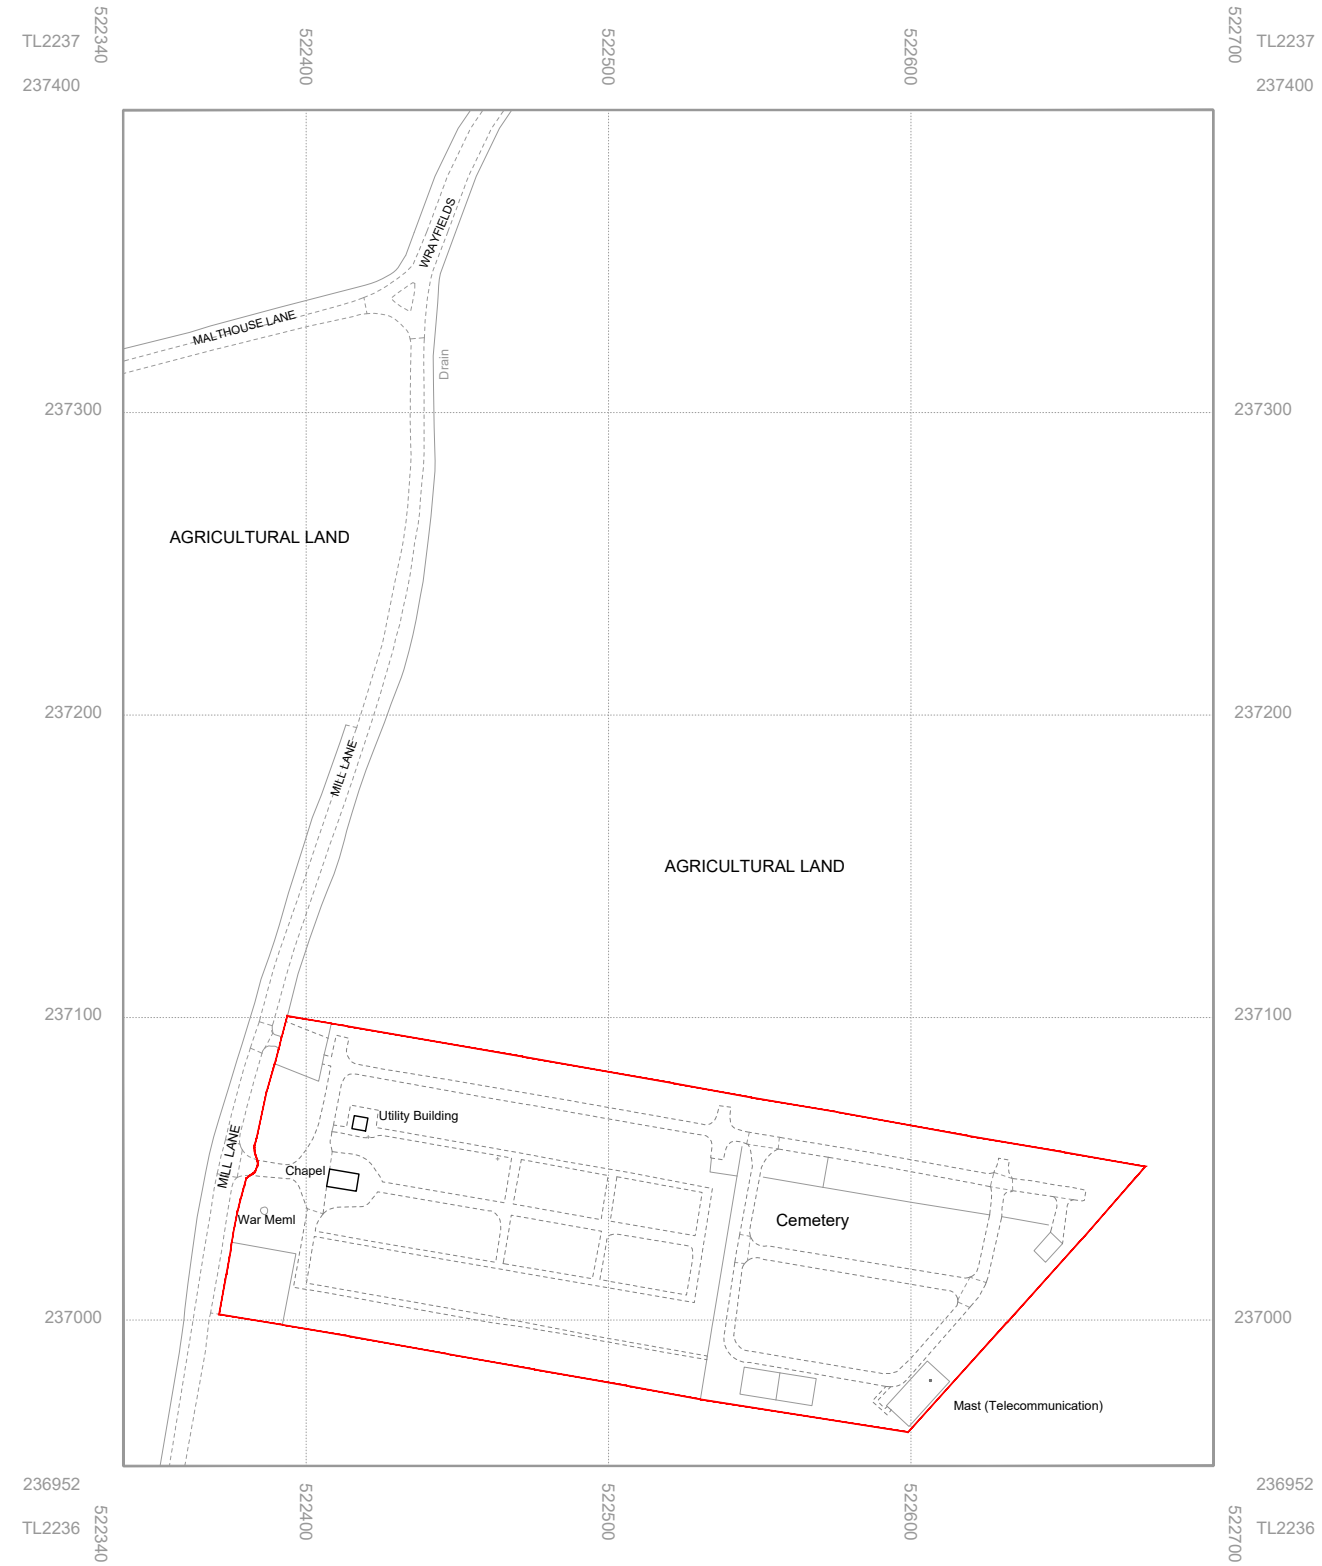 522340
522700
TL2237
TL2237
522400
522500
522600
237400
237400
WRAYFIELDS
MALTHOUSE LANE
Drain
237300
237300
AGRICULTURAL LAND
237200
237200
MILL LANE
AGRICULTURAL LAND
237100
237100
Utility Building
MILL LANE
Chapel
War Meml
Cemetery
237000
237000
Mast (Telecommunication)
236952
236952
522400
522500
522600
TL2236
TL2236
522340
522700